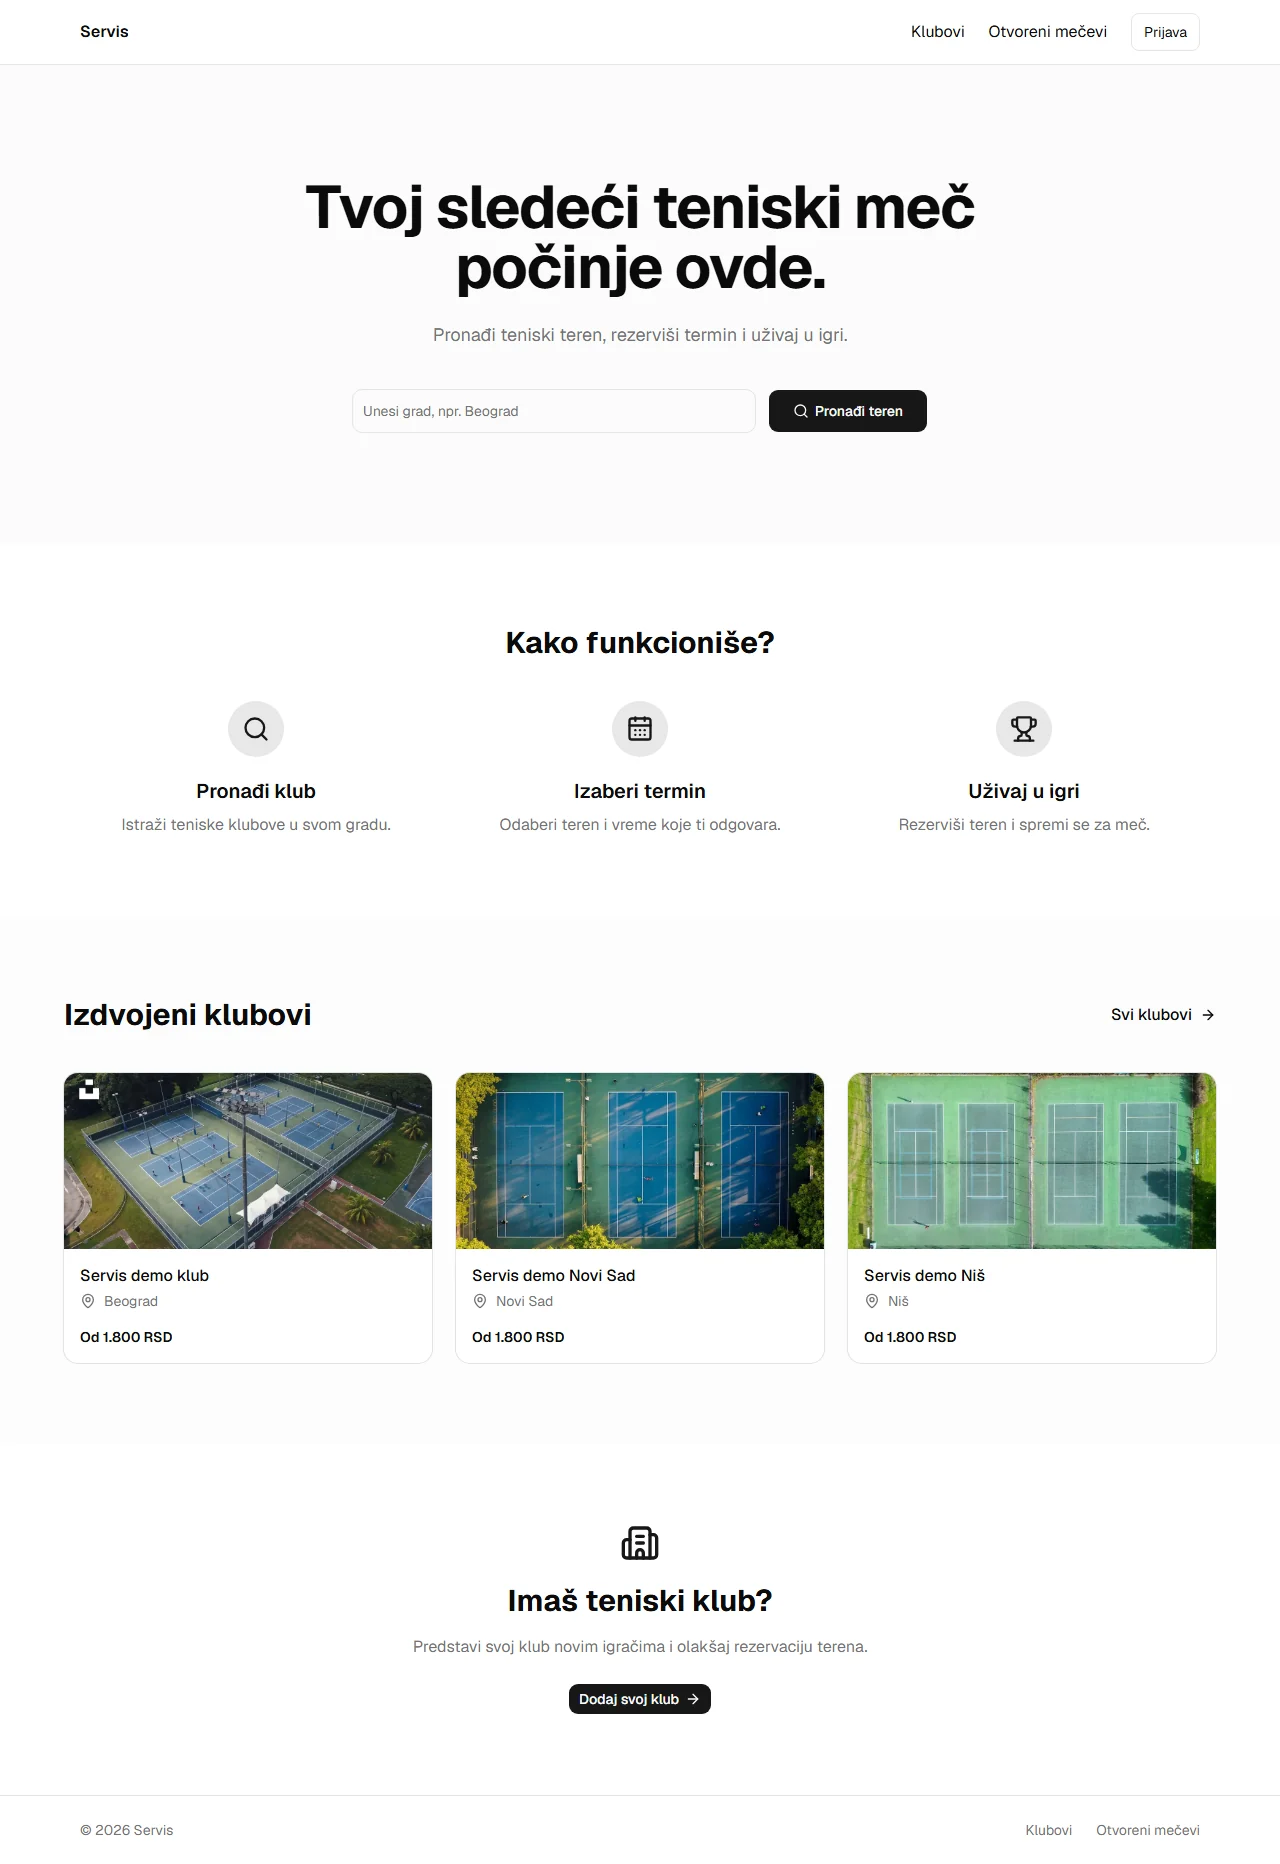 Servis
Klubovi
Otvoreni mečevi
Prijava
Tvoj sledeći teniski meč
počinje ovde.
Pronađi teniski teren, rezerviši termin i uživaj u igri.
Unesi grad, npr. Beograd
Pronađi teren
Kako funkcioniše?
Pronađi klub
Istraži teniske klubove u svom gradu.
Izaberi termin
Odaberi teren i vreme koje ti odgovara.
Uživaj u igri
Rezerviši teren i spremi se za meč.
Izdvojeni klubovi
Svi klubovi
Servis demo klub
Beograd
Od 1.800 RSD
Servis demo Novi Sad
Novi Sad
Od 1.800 RSD
Servis demo Niš
Niš
Od 1.800 RSD
Imaš teniski klub?
Predstavi svoj klub novim igračima i olakšaj rezervaciju terena.
Dodaj svoj klub
© 2026 Servis
Klubovi
Otvoreni mečevi